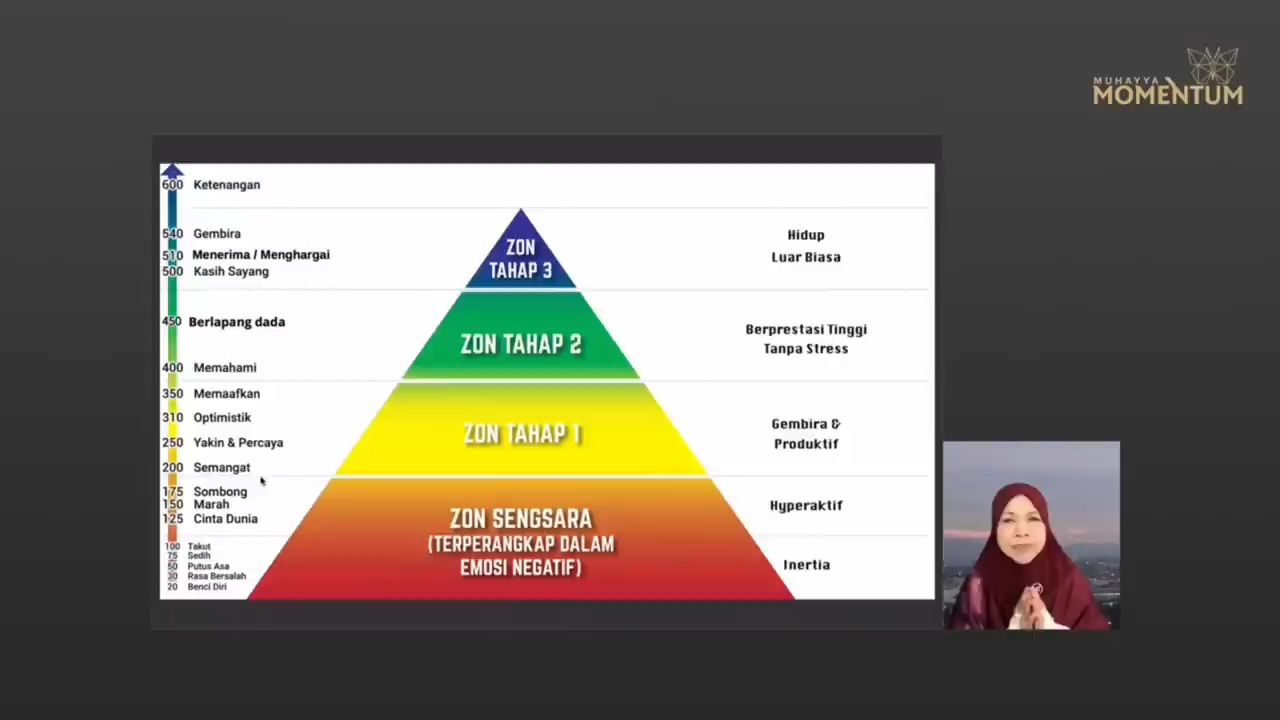 MUHAYYA
MOMENTUM
600 Ketenangan
540 Gembira
510 Menerima / Menghargai
500 Kasih Sayang
450 Berlapang dada
400 Memahami
350 Memaafkan
310 Optimistik
250 Yakin & Percaya
200 Semangat
175 Sombong
150 Marah
125 Cinta Dunia
100 Takut
75 Sedih
50 Putus Asa
30 Rasa Bersalah
20 Benci Diri
ZON
TAHAP 3
ZON TAHAP 2
ZON TAHAP 1
ZON SENGSARA
(TERPERANGKAP DALAM
EMOSI NEGATIF)
Hidup
Luar Biasa
Berprestasi Tinggi
Tanpa Stress
Gembira &
Produktif
Hyperaktif
Inertia